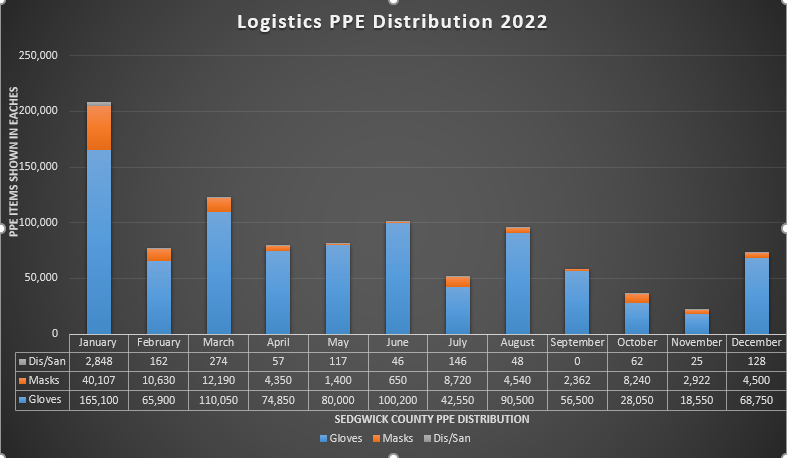 Logistics PPE Distribution 2022
PPE ITEMS SHOWN IN EACHES
250,000
200,000
150,000
100,000
50,000
0
January February March April May June July August September October November December
Dis/San 2,848 162 274 57 117 46 146 48 0 62 25 128
Masks 40,107 10,630 12,190 4,350 1,400 650 8,720 4,540 2,362 8,240 2,922 4,500
Gloves 165,100 65,900 110,050 74,850 80,000 100,200 42,550 90,500 56,500 28,050 18,550 68,750
SEDGWICK COUNTY PPE DISTRIBUTION
Gloves Masks Dis/San